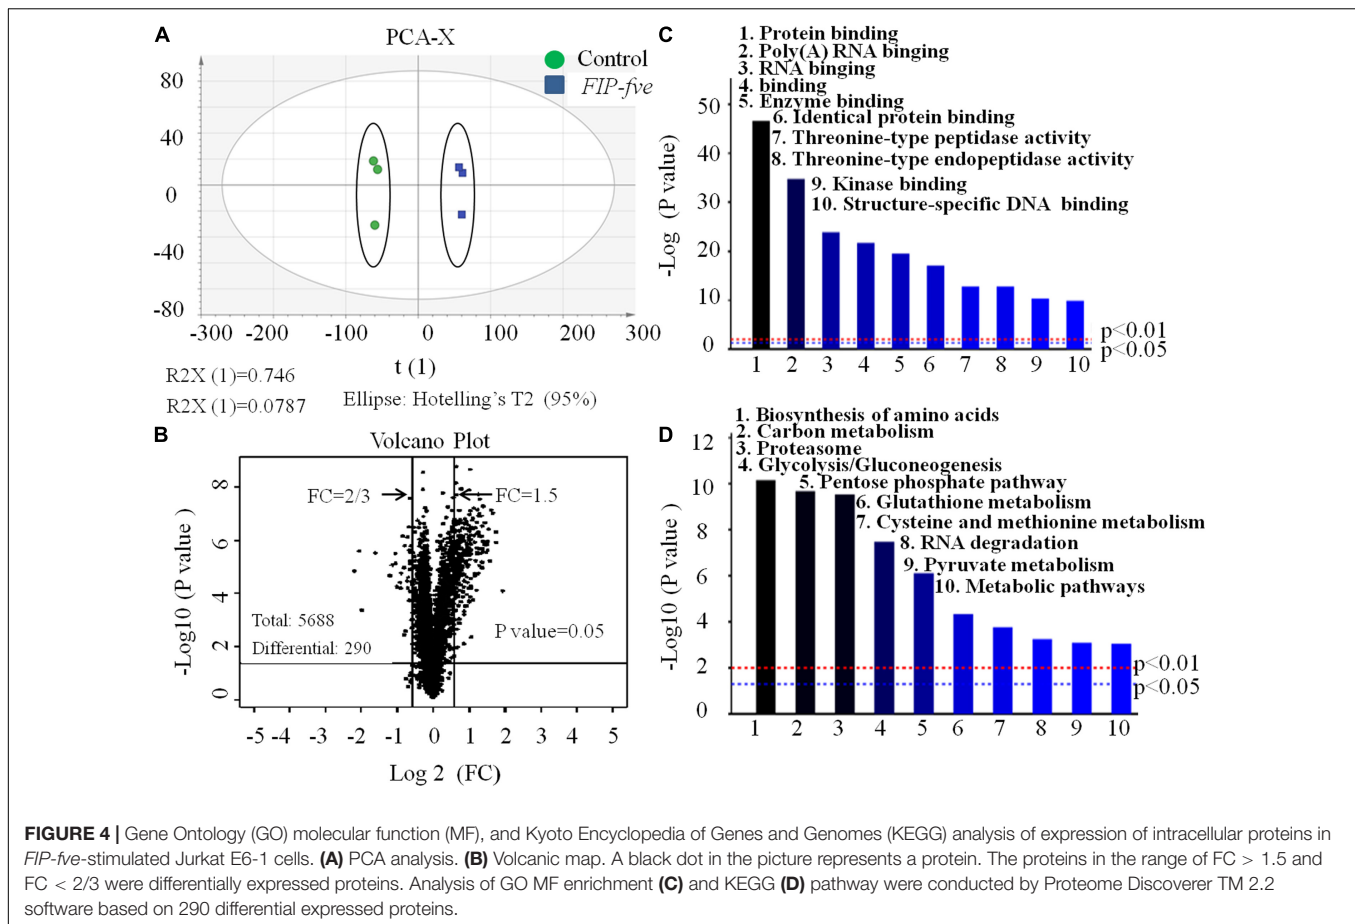 A
PCA-X
Control
FIP-fve
80
40
0
-40
-80
-300
-200
-100
0
100
200
300
t (1)
R2X (1)=0.746
R2X (1)=0.0787
Ellipse: Hotelling's T2 (95%)
B
Volcano Plot
FC=2/3
FC=1.5
Total: 5688
Differential: 290
P value=0.05
-Log10 (P value )
8
6
4
2
0
-5 -4 -3 -2 -1 0 1 2 3 4 5
Log 2 (FC)
C
1. Protein binding
2. Poly(A) RNA binging
3. RNA binging
4. binding
5. Enzyme binding
6. Identical protein binding
7. Threonine-type peptidase activity
8. Threonine-type endopeptidase activity
9. Kinase binding
10. Structure-specific DNA binding
-Log (P value)
50
40
30
20
10
0
p<0.01
p<0.05
1 2 3 4 5 6 7 8 9 10
D
1. Biosynthesis of amino acids
2. Carbon metabolism
3. Proteasome
4. Glycolysis/Gluconeogenesis
5. Pentose phosphate pathway
6. Glutathione metabolism
7. Cysteine and methionine metabolism
8. RNA degradation
9. Pyruvate metabolism
10. Metabolic pathways
-Log10 (P value )
12
10
8
6
4
2
0
p<0.01
p<0.05
1 2 3 4 5 6 7 8 9 10
FIGURE 4 | Gene Ontology (GO) molecular function (MF), and Kyoto Encyclopedia of Genes and Genomes (KEGG) analysis of expression of intracellular proteins in
FIP-fve-stimulated Jurkat E6-1 cells. (A) PCA analysis. (B) Volcanic map. A black dot in the picture represents a protein. The proteins in the range of FC > 1.5 and
FC < 2/3 were differentially expressed proteins. Analysis of GO MF enrichment (C) and KEGG (D) pathway were conducted by Proteome Discoverer TM 2.2
software based on 290 differential expressed proteins.